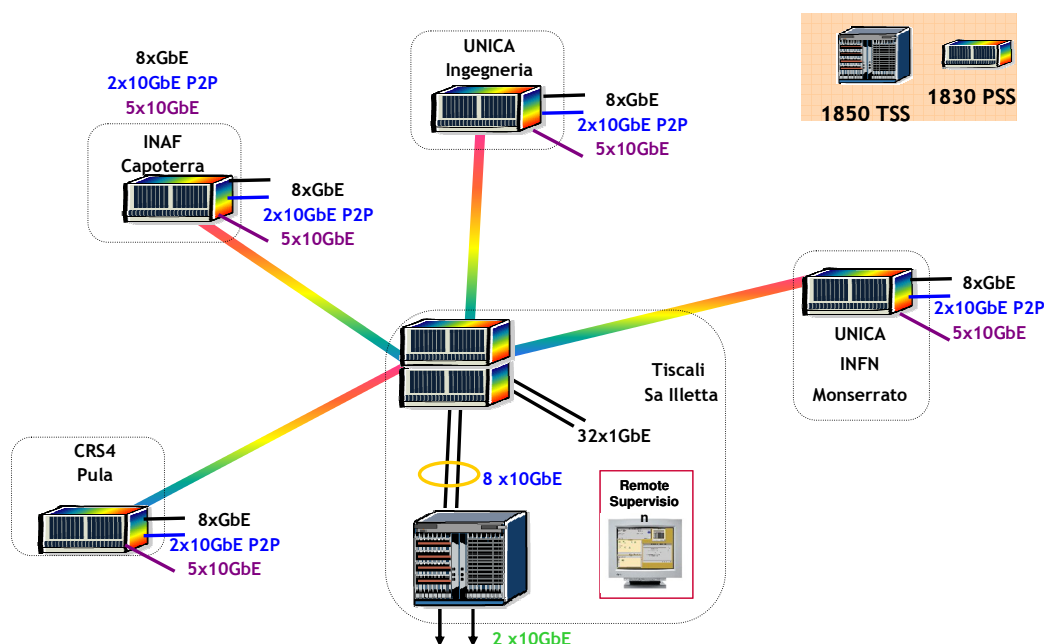 8xGbE
2x10GbE P2P
5x10GbE
INAF
Capoterra
8xGbE
2x10GbE P2P
5x10GbE
UNICA
Ingegneria
8xGbE
2x10GbE P2P
5x10GbE
1850 TSS
1830 PSS
8xGbE
2x10GbE P2P
5x10GbE
UNICA
INFN
Monserrato
Tiscali
Sa Illetta
32x1GbE
8 x10GbE
Remote
Supervisio
n
CRS4
Pula
8xGbE
2x10GbE P2P
5x10GbE
2 x10GbE